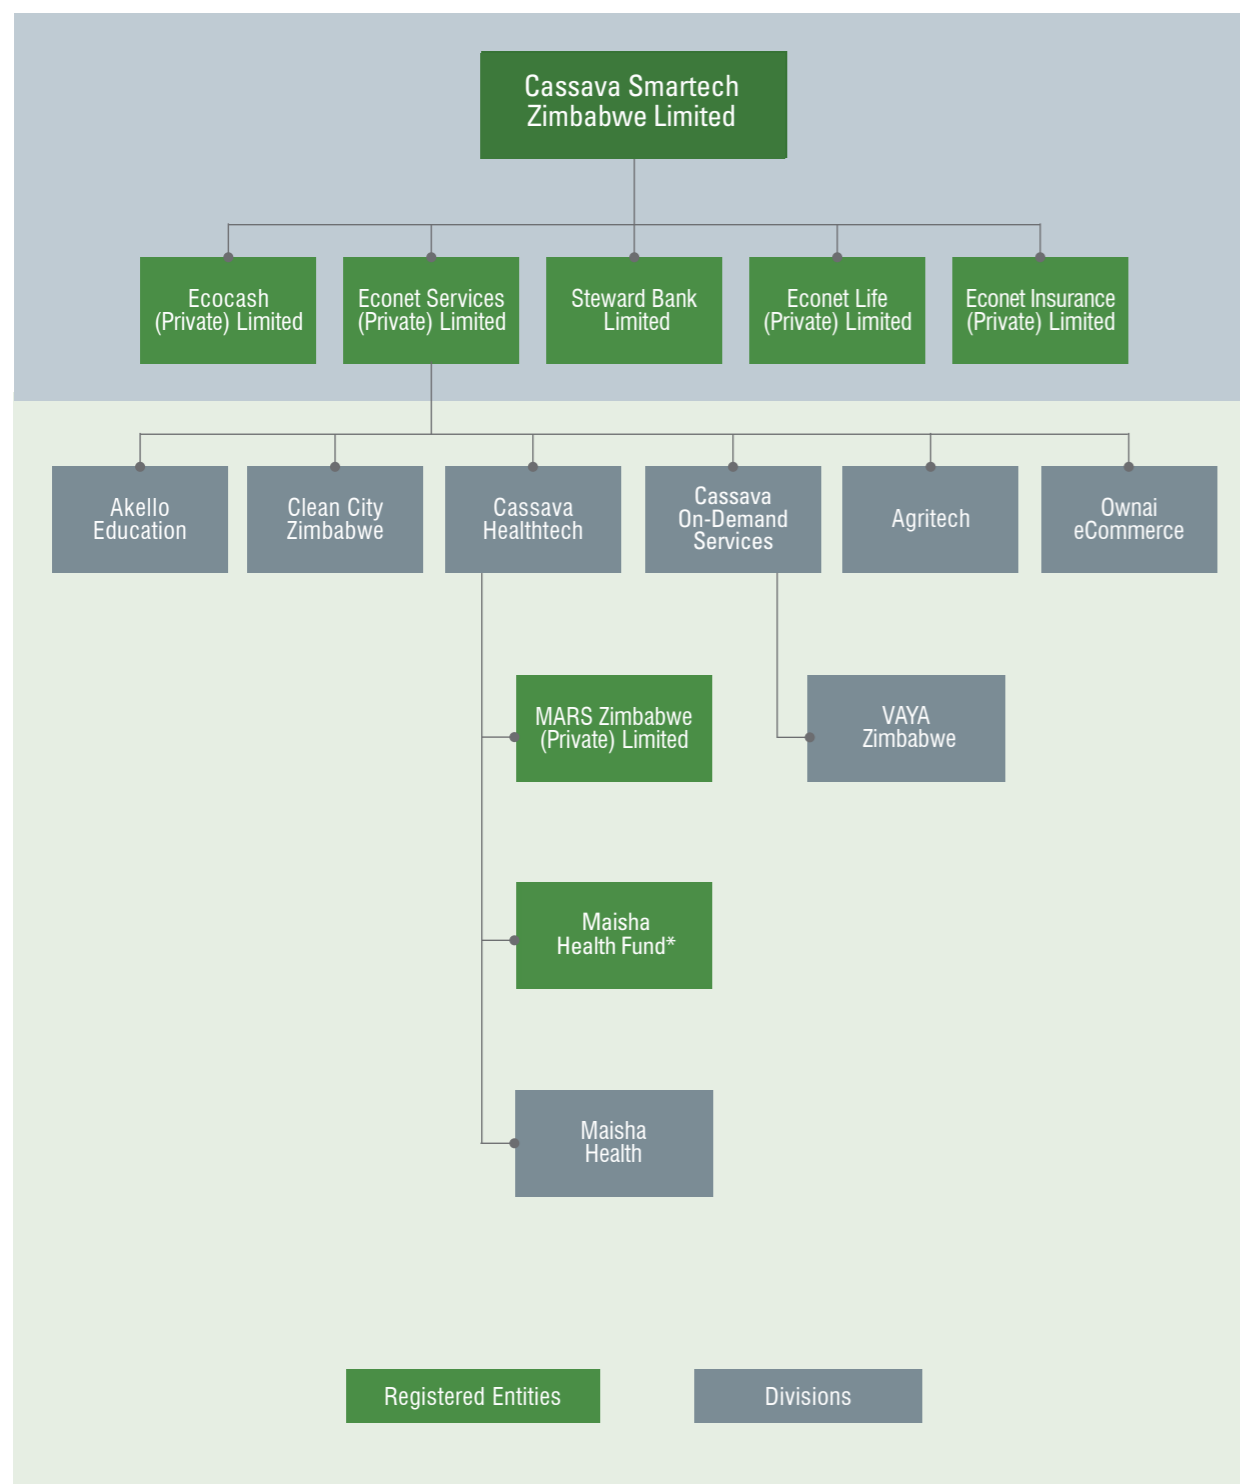 Cassava Smartech
Zimbabwe Limited
Ecocash
(Private) Limited
Econet Services
(Private) Limited
Steward Bank
Limited
Econet Life
(Private) Limited
Econet Insurance
(Private) Limited
Akello
Education
Clean City
Zimbabwe
Cassava
Healthtech
Cassava
On-Demand
Services
Agritech
Ownai
eCommerce
MARS Zimbabwe
(Private) Limited
VAYA
Zimbabwe
Maisha
Health Fund*
Maisha
Health
Registered Entities
Divisions